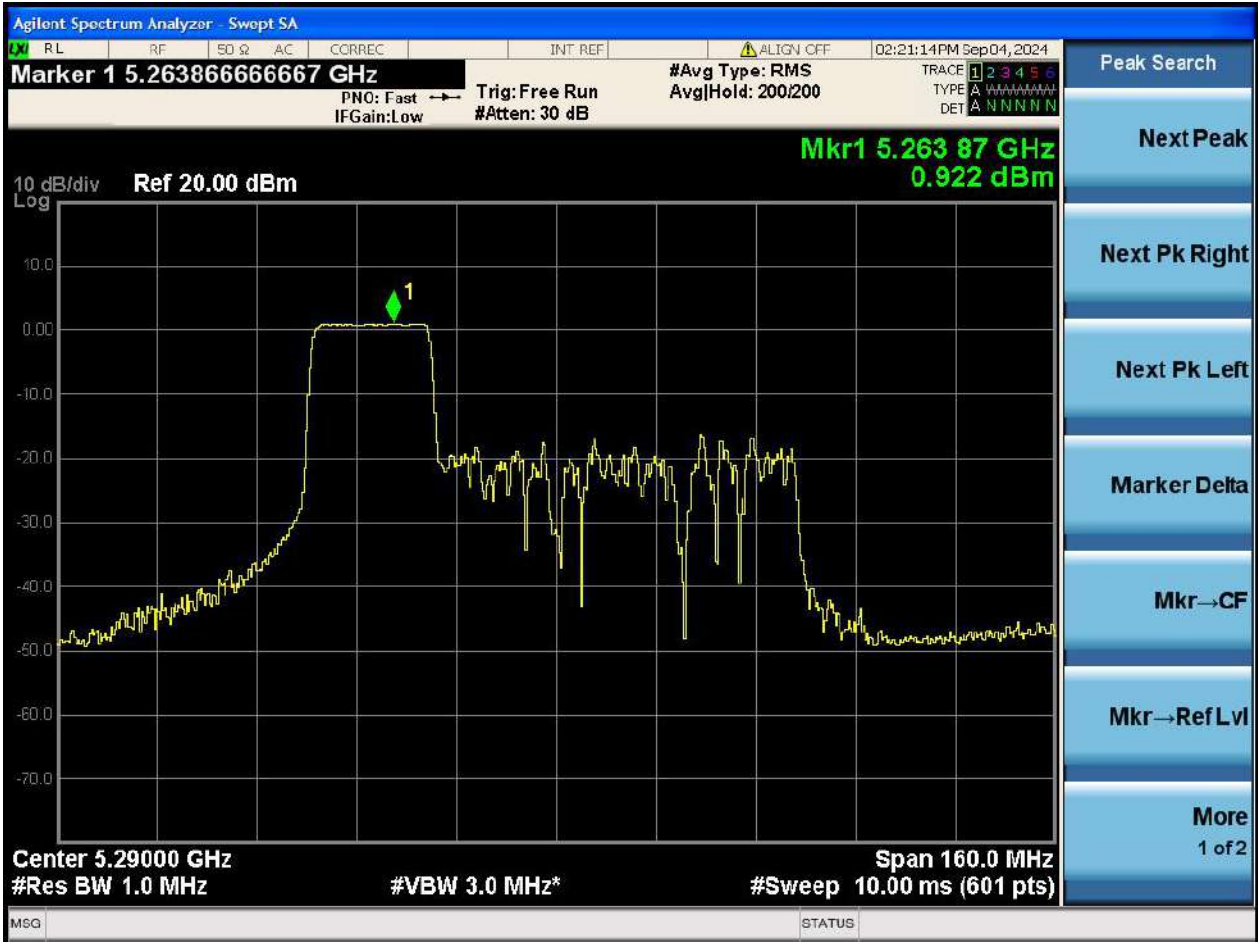 Agilent Spectrum Analyzer - Swept SA
LXI RL RF 50 Ω AC CORREC INT REF ALIGN OFF 02:21:14PM Sep04, 2024
Marker 1 5.263866666667 GHz
PNO: Fast
IFGain:Low
Trig: Free Run
#Atten: 30 dB
#Avg Type: RMS
Avg|Hold: 200/200
TRACE 1 2 3 4 5 6
TYPE A WWWWW
DET A N N N N N
Mkr1 5.263 87 GHz
0.922 dBm
10 dB/div Ref 20.00 dBm
Log
10.0
0.00
-10.0
-20.0
-30.0
-40.0
-50.0
-60.0
-70.0
1
Center 5.29000 GHz
Span 160.0 MHz
#Res BW 1.0 MHz
#VBW 3.0 MHz*
#Sweep 10.00 ms (601 pts)
MSG
STATUS
Peak Search
Next Peak
Next Pk Right
Next Pk Left
Marker Delta
Mkr→CF
Mkr→Ref Lvl
More
1 of 2